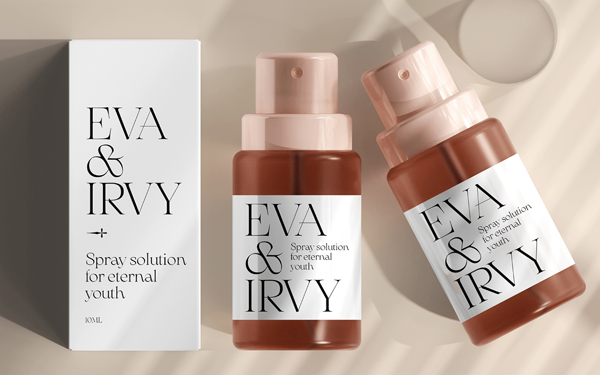 EVA
&
IRVY
Spray solution
for eternal
youth
10ML
EVA
&
Spray solution
for eternal
youth
IRVY
EVA
&
Spray solution
for eternal
youth
IRVY